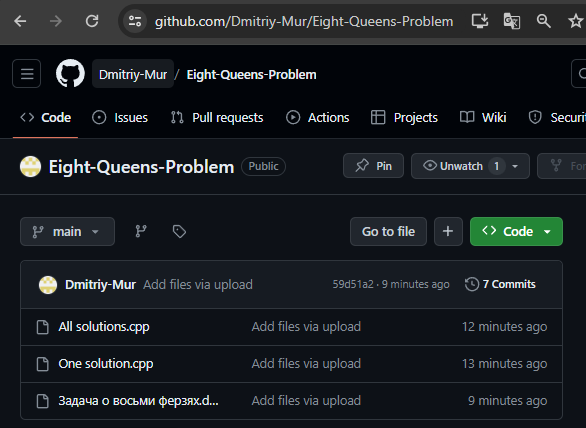 github.com/Dmitriy-Mur/Eight-Queens-Problem
Dmitriy-Mur / Eight-Queens-Problem
Code Issues Pull requests Actions Projects Wiki Securi
Eight-Queens-Problem Public Pin Unwatch 1 For
main Go to file Code
Dmitriy-Mur Add files via upload 59d51a2 · 9 minutes ago 7 Commits
All solutions.cpp Add files via upload 12 minutes ago
One solution.cpp Add files via upload 13 minutes ago
Задача о восьми ферзях.d... Add files via upload 9 minutes ago